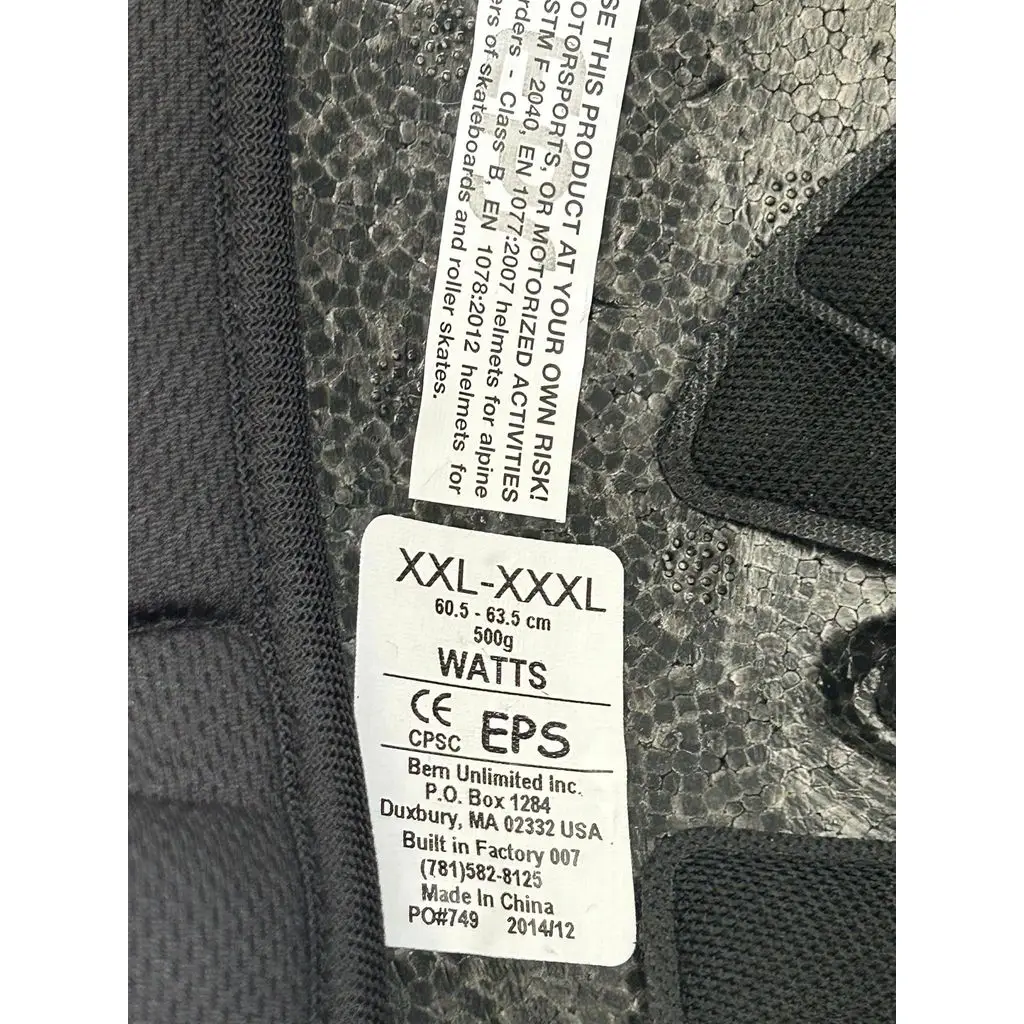 SE THIS PRODUCT AT YOUR OWN RISK!
OTORSPORTS, OR MOTORIZED ACTIVITIES
STM F 2040, EN 1077:2007 helmets for alpine
rders - Class B, EN 1078:2012 helmets for
ers of skateboards and roller skates.
XXL-XXXL
60.5 - 63.5 cm
500g
WATTS
CE
CPSC
EPS
Bern Unlimited Inc.
P.O. Box 1284
Duxbury, MA 02332 USA
Built in Factory 007
(781)582-8125
Made In China
PO#749 2014/12